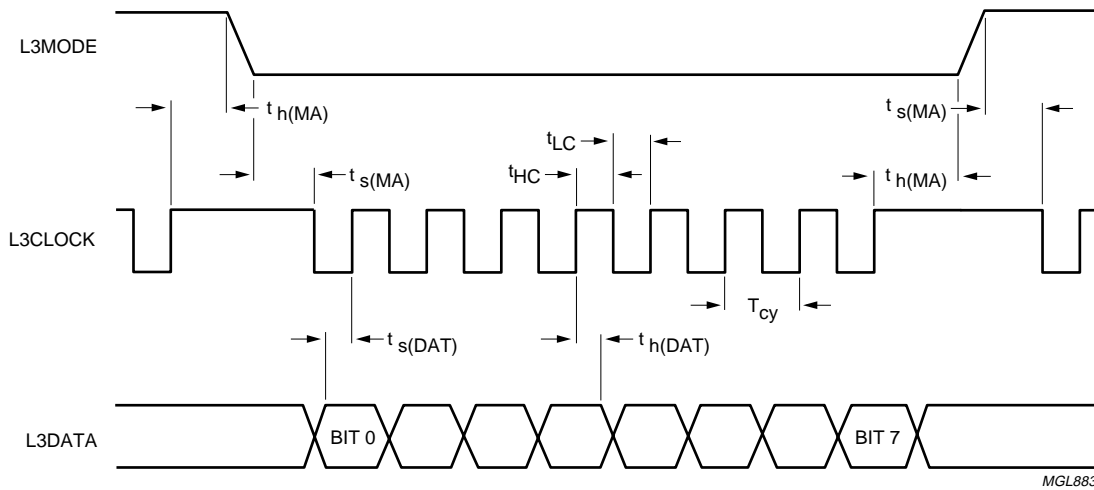 L3MODE
t h(MA)
t s(MA)
t LC
t HC
t s(MA)
t h(MA)
L3CLOCK
T cy
t s(DAT)
t h(DAT)
L3DATA
BIT 0
BIT 7
MGL883